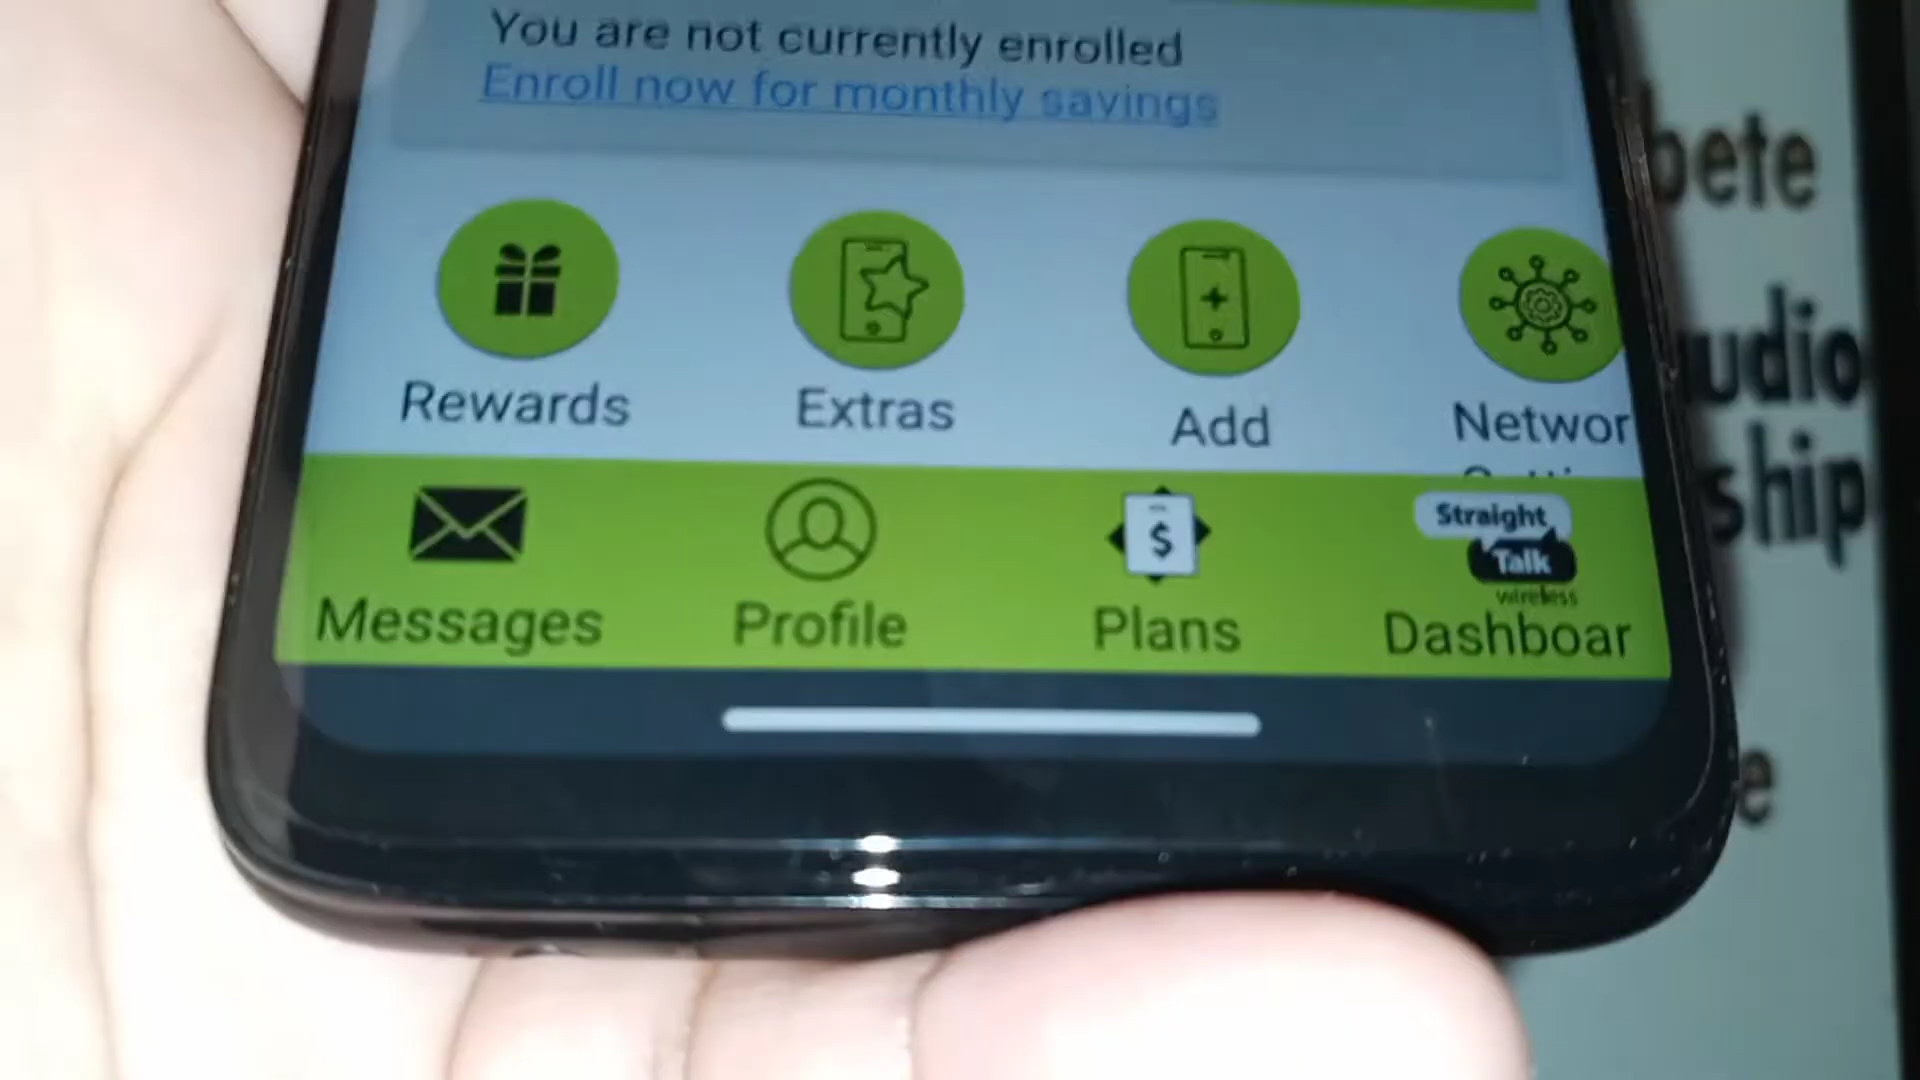 You are not currently enrolled
Enroll now for monthly savings
Rewards
Extras
Add
Networ
Messages
Profile
$
Plans
Straight
Talk
wireless
Dashboar
bete
udio
ship
e